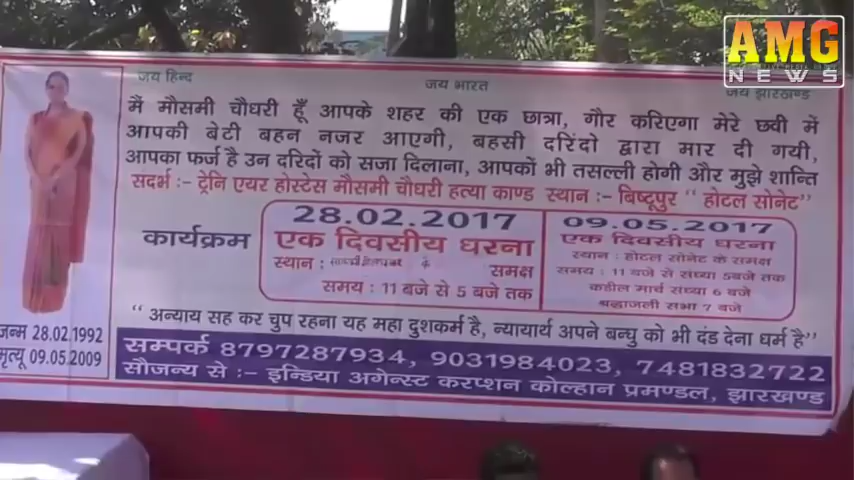 AMG
NEWS
जय हिन्द
जय भारत
जय झारखण्ड
मैं मौसमी चौधरी हूँ आपके शहर की एक छात्रा, गौर करिएगा मेरे छवी में
आपकी बेटी बहन नजर आएगी, बहसी दरिंदो द्वारा मार दी गयी,
आपका फर्ज है उन दरिदों को सजा दिलाना, आपकों भी तसल्ली होगी और मुझे शान्ति
संदर्भ :- ट्रेनि एयर होस्टेस मौसमी चौधरी हत्या काण्ड स्थान :- बिष्टूपुर " होटल सोनेट"
कार्यक्रम
28.02.2017
एक दिवसीय धरना
स्थान :
समक्ष
समय : 11 बजे से 5 बजे तक
09.05.2017
एक दिवसीय धरना
स्थान : होटल सोनेट के समक्ष
समय : 11 बजे से संध्या 5बजे तक
कडील मार्च संध्या 6 बजे
श्रद्धाजली सभा 7 बजे
"अन्याय सह कर चुप रहना यह महा दुशकर्म है, न्यायार्थ अपने बन्धु को भी दंड देना धर्म है"
जन्म 28.02.1992
मृत्यू 09.05.2009
सम्पर्क 8797287934, 9031984023, 7481832722
सौजन्य से :- इन्डिया अगेन्स्ट करप्शन कोल्हान प्रमण्डल, झारखण्ड